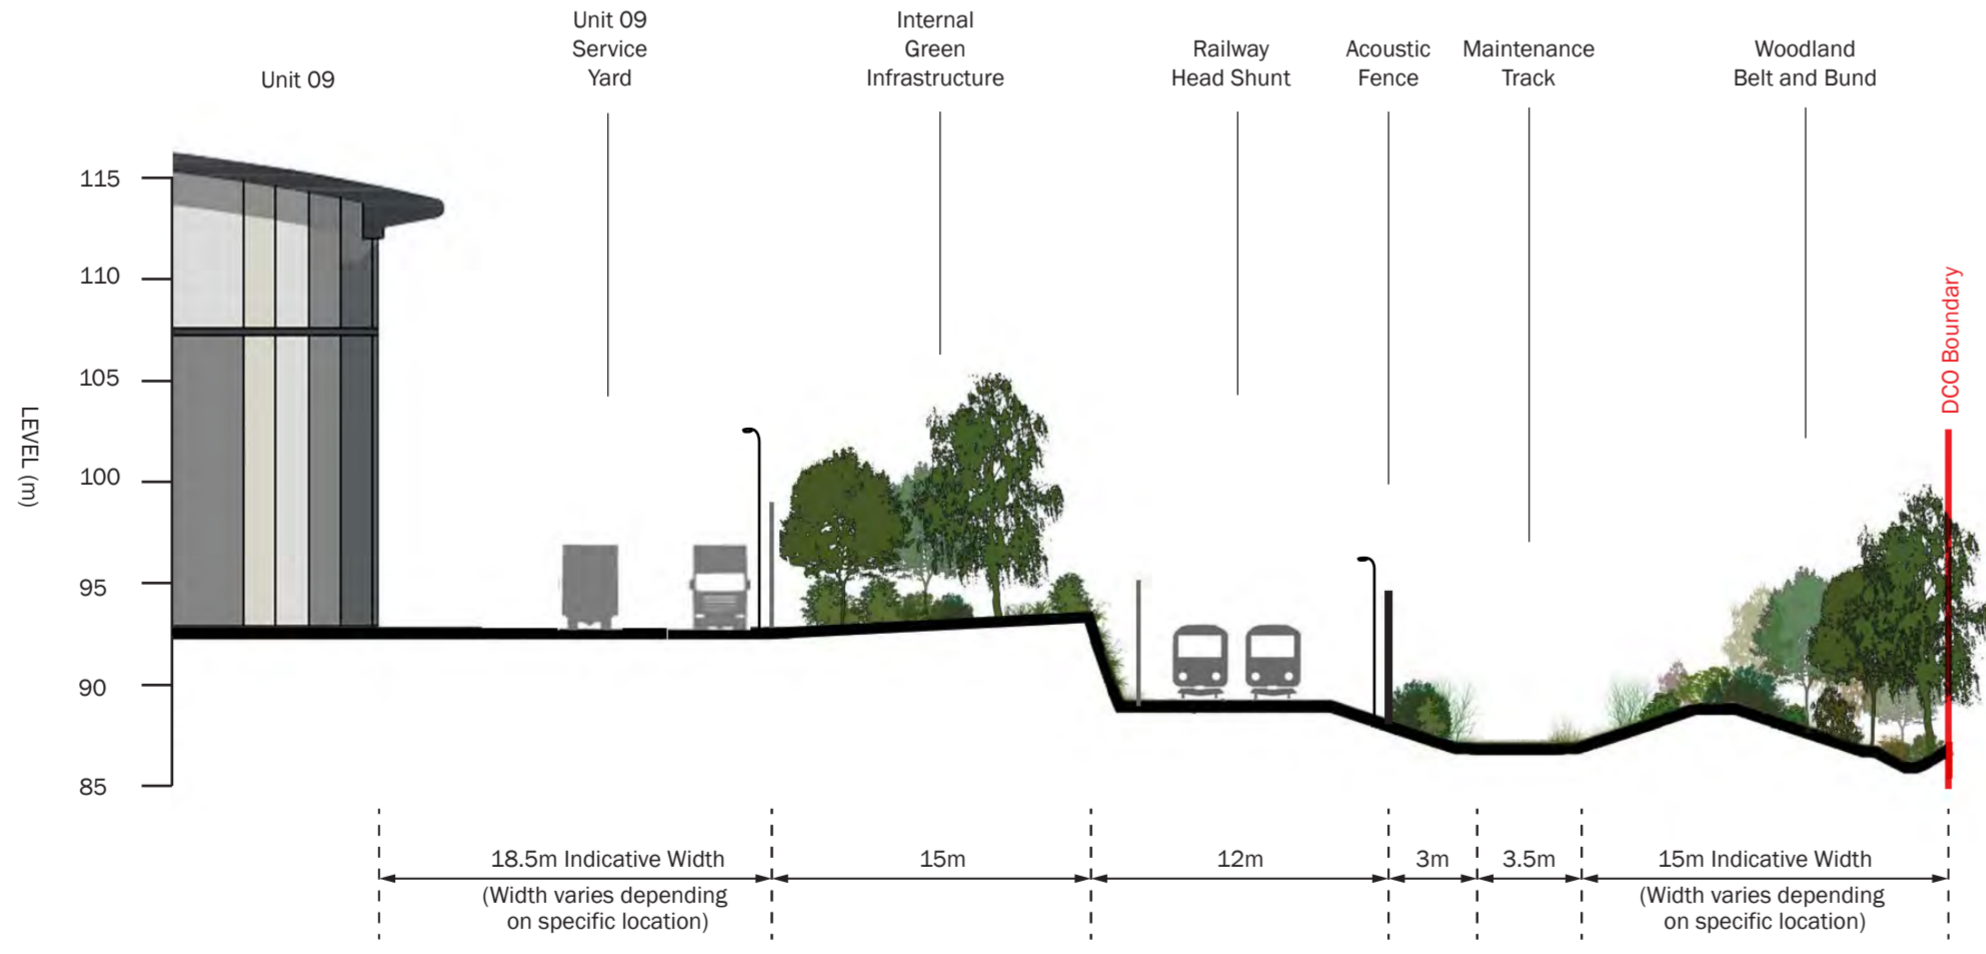 Unit 09
Unit 09
Service
Yard
Internal
Green
Infrastructure
Railway
Head Shunt
Acoustic
Fence
Maintenance
Track
Woodland
Belt and Bund
115
110
105
100
95
90
85
LEVEL (m)
DCO Boundary
18.5m Indicative Width
(Width varies depending
on specific location)
15m
12m
3m
3.5m
15m Indicative Width
(Width varies depending
on specific location)